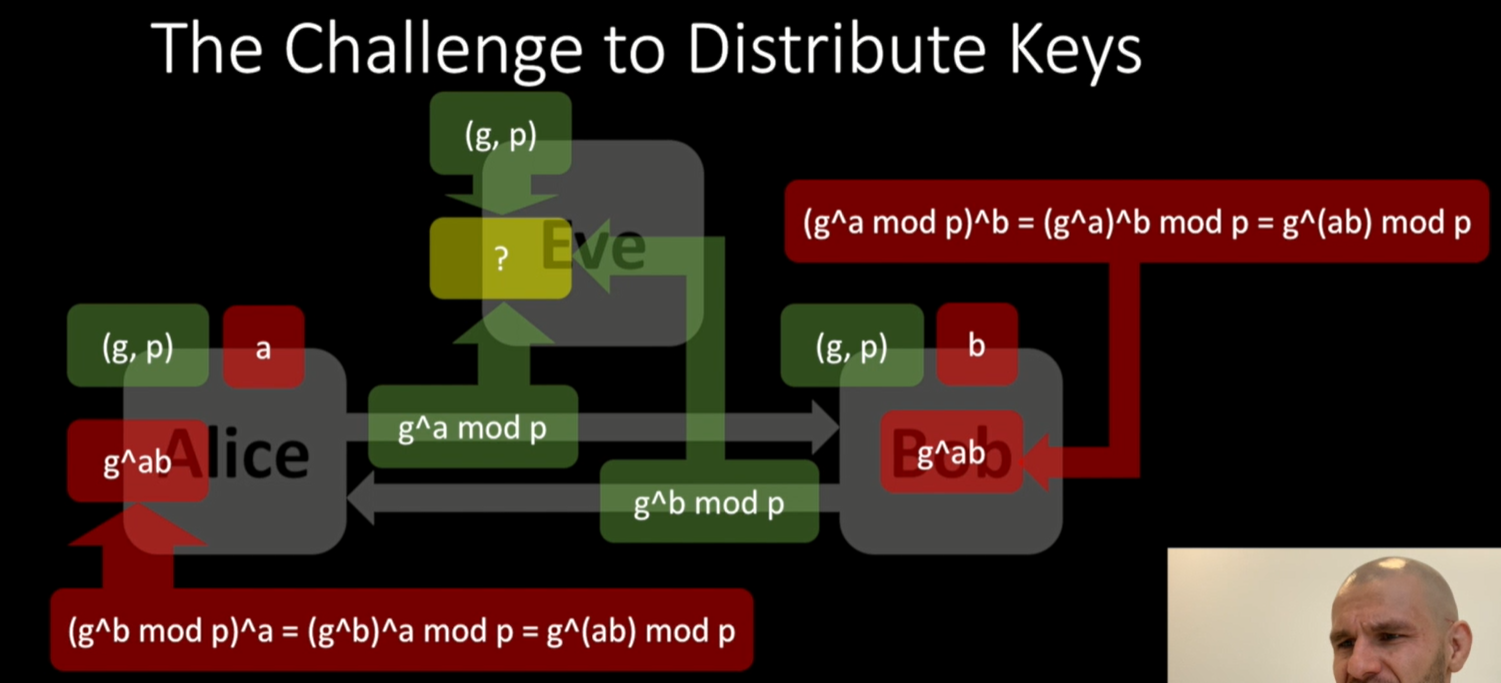 The Challenge to Distribute Keys
(g, p)
? Eve
(g^a mod p)^b = (g^a)^b mod p = g^(ab) mod p
(g, p) a
(g, p) b
g^a mod p
g^ab Alice
g^ab Bob
g^b mod p
(g^b mod p)^a = (g^b)^a mod p = g^(ab) mod p